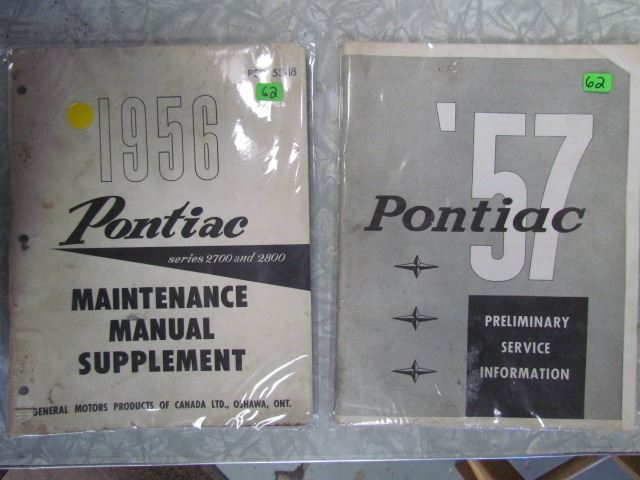 62
1956
Pontiac
series 2700 and 2800
MAINTENANCE
MANUAL
SUPPLEMENT
GENERAL MOTORS PRODUCTS OF CANADA LTD., OSHAWA, ONT.
62
'57
Pontiac
PRELIMINARY
SERVICE
INFORMATION